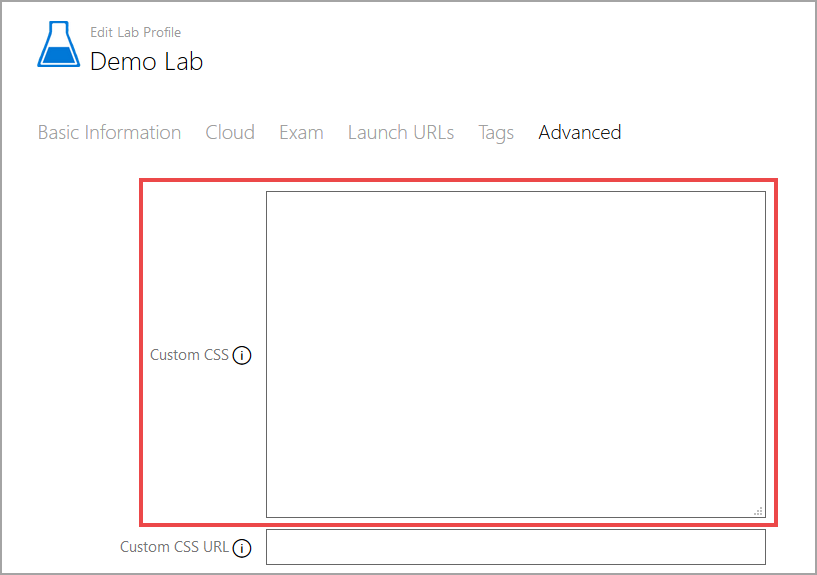 Edit Lab Profile
Demo Lab
Basic Information Cloud Exam Launch URLs Tags Advanced
Custom CSS
Custom CSS URL